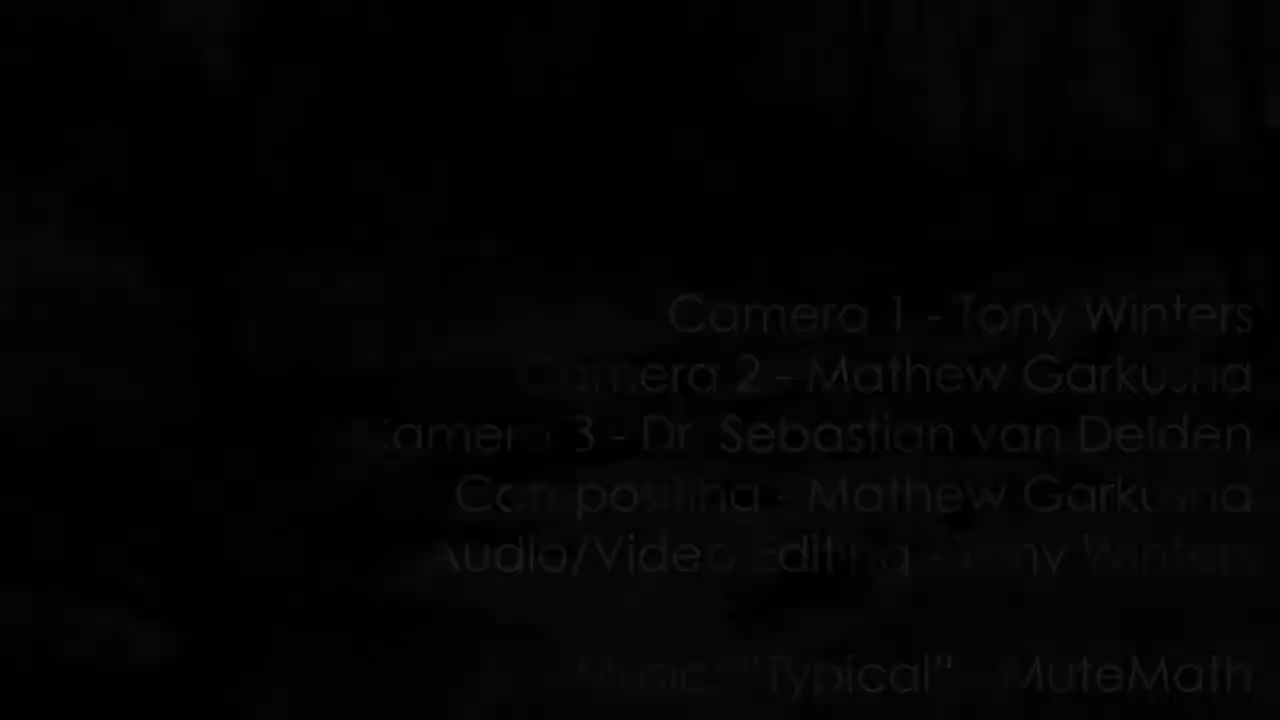 Camera 1 - Tony Winters
Camera 2 - Mathew Garkusha
Camera 3 - Dr. Sebastian van Delden
Compositing - Mathew Garkusha
Audio/Video Editing - Tony Winters
Music: "Typical" MuteMath